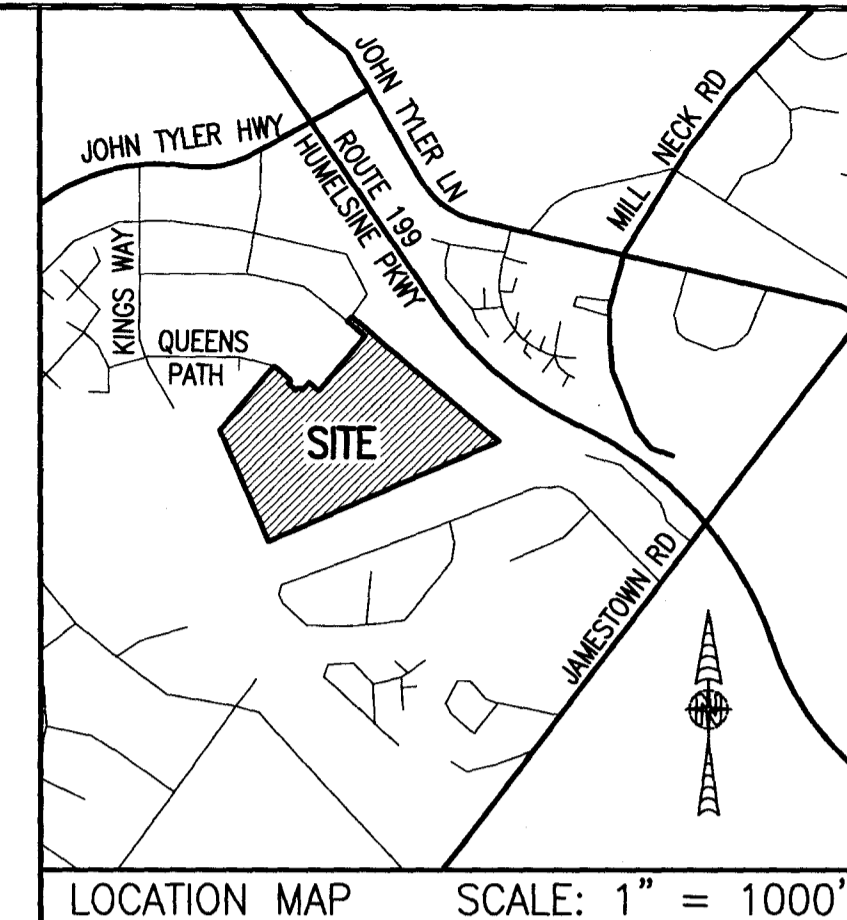 JOHN TYLER HWY
JOHN TYLER LN
ROUTE 199
HUMELSINE PKWY
MILL NECK RD
KINGS WAY
QUEENS
PATH
SITE
JAMESTOWN RD
N
LOCATION MAP SCALE: 1" = 1000'